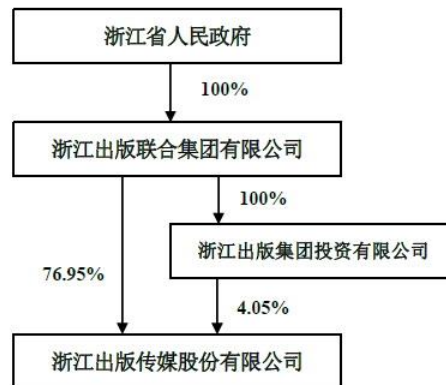 浙江省人民政府
100%
浙江出版联合集团有限公司
100%
浙江出版集团投资有限公司
76.95%
4.05%
浙江出版传媒股份有限公司